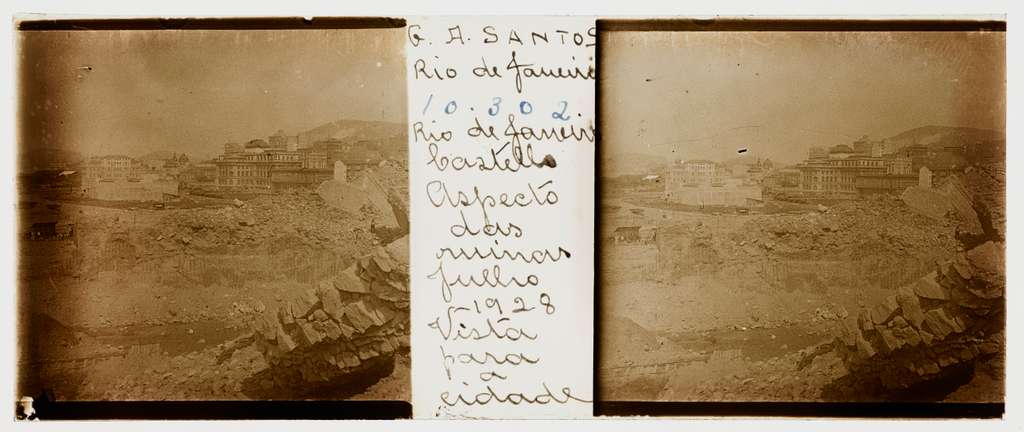 G. A. SANTOS
Rio de Janeiro
10.302
Rio de Janeiro
Castello
Aspecto
das
ruinas
Julho
-1928
Vista
para
a
cidade